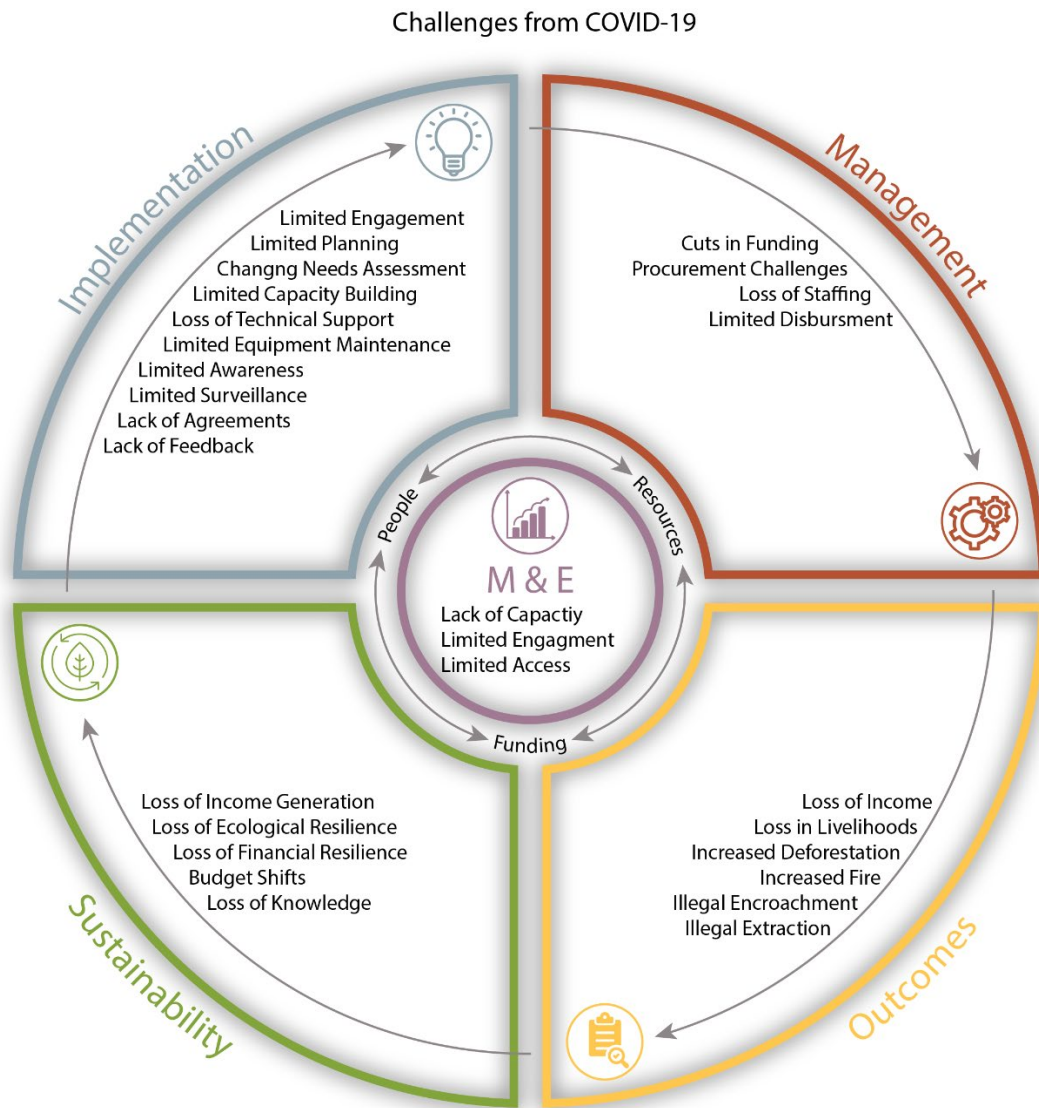 Challenges from COVID-19
Implementation
Limited Engagement
Limited Planning
Changng Needs Assessment
Limited Capacity Building
Loss of Technical Support
Limited Equipment Maintenance
Limited Awareness
Limited Surveillance
Lack of Agreements
Lack of Feedback
Management
Cuts in Funding
Procurement Challenges
Loss of Staffing
Limited Disbursment
People
Resources
Funding
M & E
Lack of Capactiy
Limited Engagment
Limited Access
Sustainability
Loss of Income Generation
Loss of Ecological Resilience
Loss of Financial Resilience
Budget Shifts
Loss of Knowledge
Outcomes
Loss of Income
Loss in Livelihoods
Increased Deforestation
Increased Fire
Illegal Encroachment
Illegal Extraction